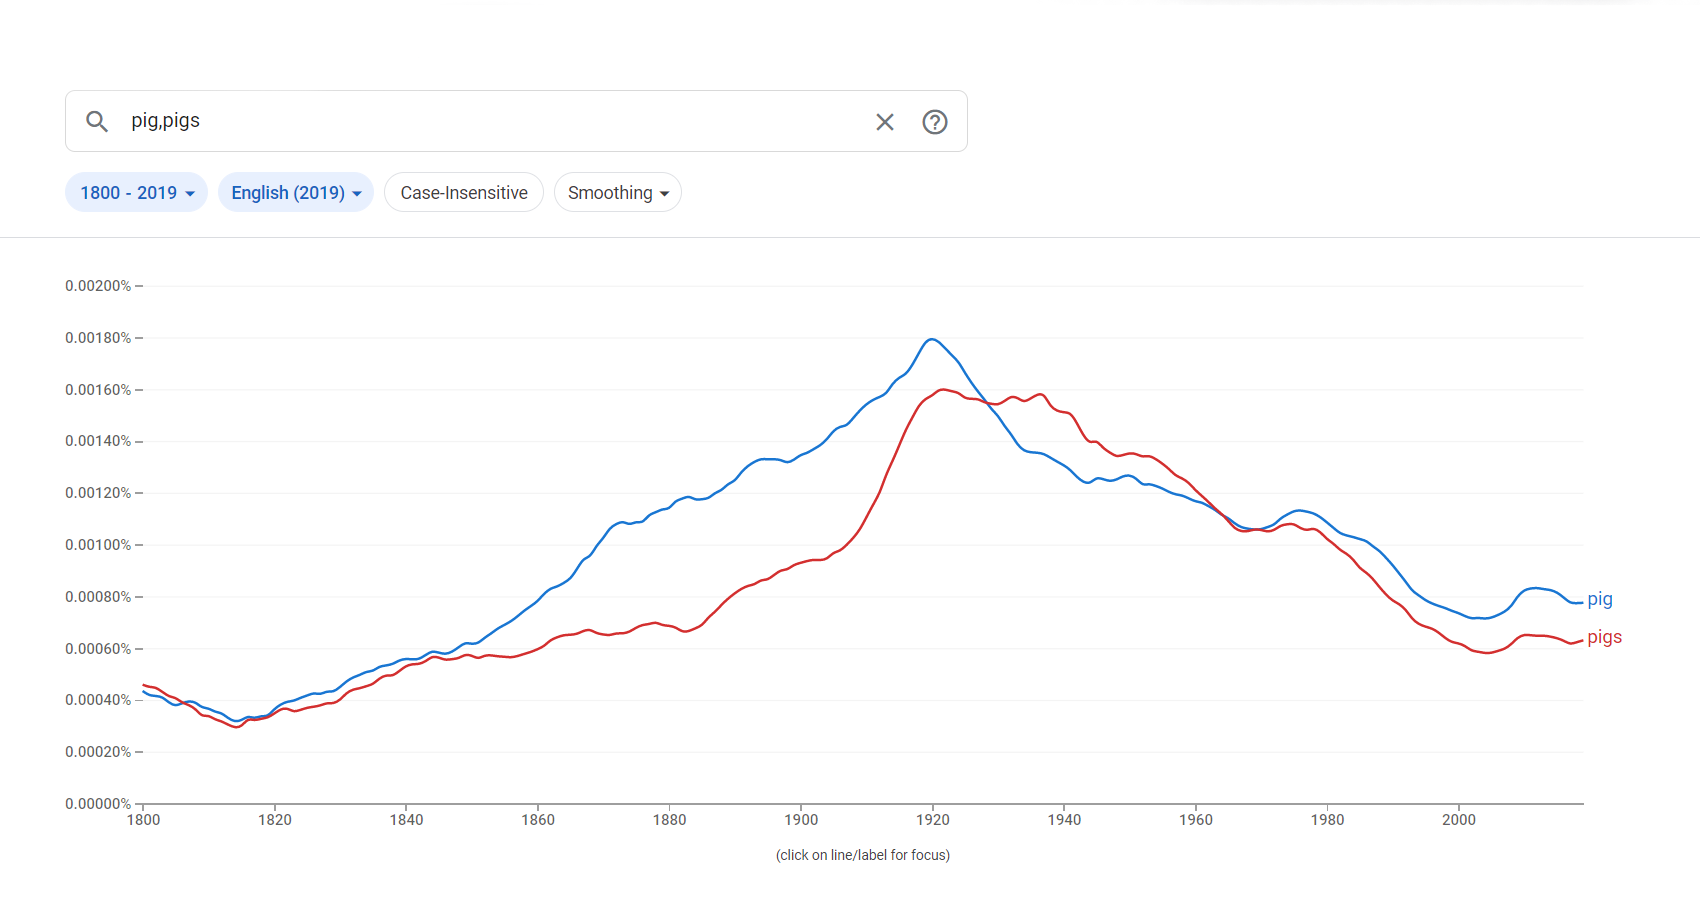 pig,pigs
1800 - 2019 English (2019) Case-Insensitive Smoothing
0.00200%
0.00180%
0.00160%
0.00140%
0.00120%
0.00100%
0.00080%
pig
0.00060%
pigs
0.00040%
0.00020%
0.00000%
1800 1820 1840 1860 1880 1900 1920 1940 1960 1980 2000
(click on line/label for focus)